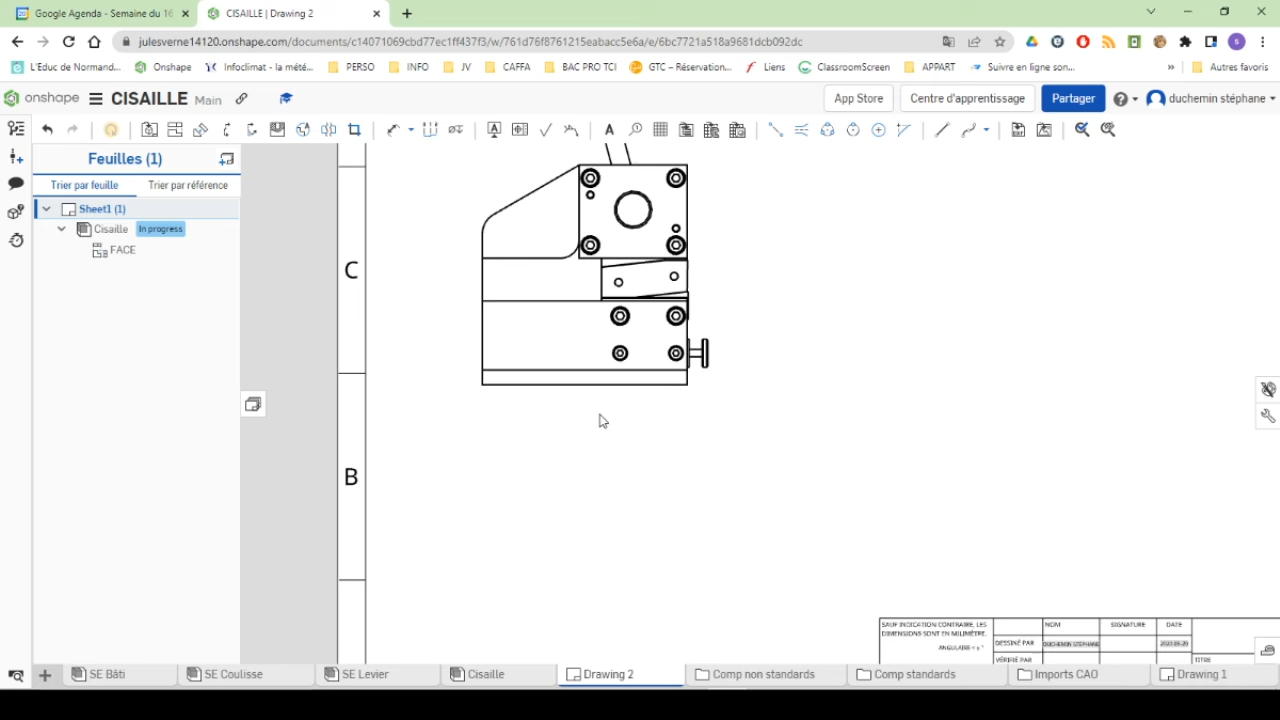 Google Agenda - Semaine du 16
CISAILLE | Drawing 2
julesverne14120.onshape.com/documents/c14071069cbd77ec1ff437f3/w/761d76f8761215eabacc5e6a/e/6bc7721a518a9681dcb092dc
L'Educ de Normand...
Onshape
Infoclimat - la mété...
PERSO
INFO
JV
CAFFA
BAC PRO TCI
GTC – Réservation...
Liens
ClassroomScreen
APPART
Suivre en ligne son...
»
Autres favoris
onshape
CISAILLE Main
App Store
Centre d'apprentissage
Partager
duchemin stéphane
Feuilles (1)
Trier par feuille
Trier par référence
Sheet1 (1)
Cisaille In progress
FACE
C
B
SAUF INDICATION CONTRAIRE, LES
DIMENSIONS SONT EN MILIMÈTRE.
ANGULAIRE = ± °
NOM
SIGNATURE
DATE
DESSINÉ PAR
DUCHEMIN STÉPHANE
VÉRIFIÉ PAR
TITRE
SE Bâti
SE Coulisse
SE Levier
Cisaille
Drawing 2
Comp non standards
Comp standards
Imports CAO
Drawing 1